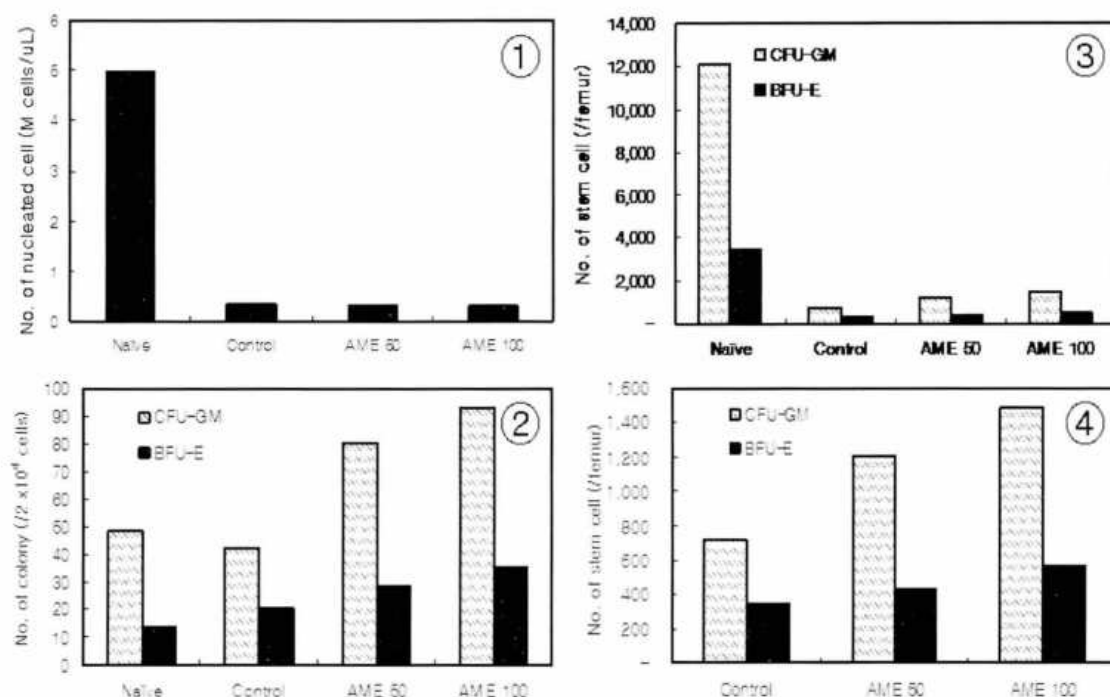 ①
No. of nucleated cell (M cells/uL)
6
5
4
3
2
1
0
Naïve Control AME 50 AME 100
③
CFU-GM
BFU-E
No. of stem cell (/femur)
14,000
12,000
10,000
8,000
6,000
4,000
2,000
–
Naïve Control AME 50 AME 100
②
CFU-GM
BFU-E
No. of colony (/2 x10⁴ cells)
100
90
80
70
60
50
40
30
20
10
0
Naïve Control AME 50 AME 100
④
CFU-GM
BFU-E
No. of stem cell (/femur)
1,600
1,400
1,200
1,000
800
600
400
200
–
Control AME 50 AME 100